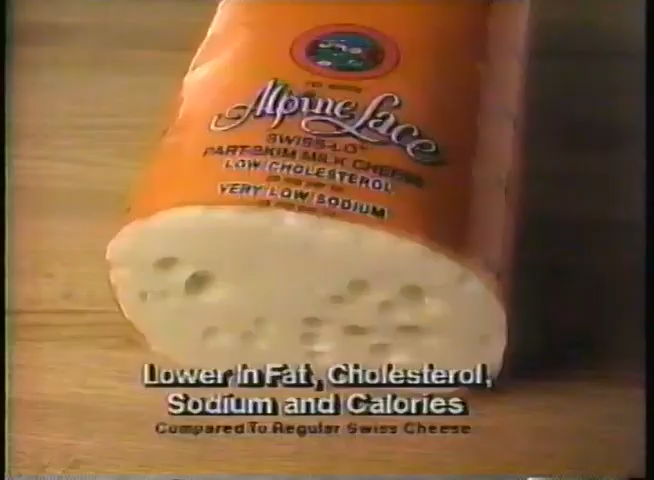 Alpine Lace
SWISS-LO™
PART-SKIM MILK CHEESE
LOW CHOLESTEROL
VERY LOW SODIUM
Lower In Fat, Cholesterol,
Sodium and Calories
Compared To Regular Swiss Cheese